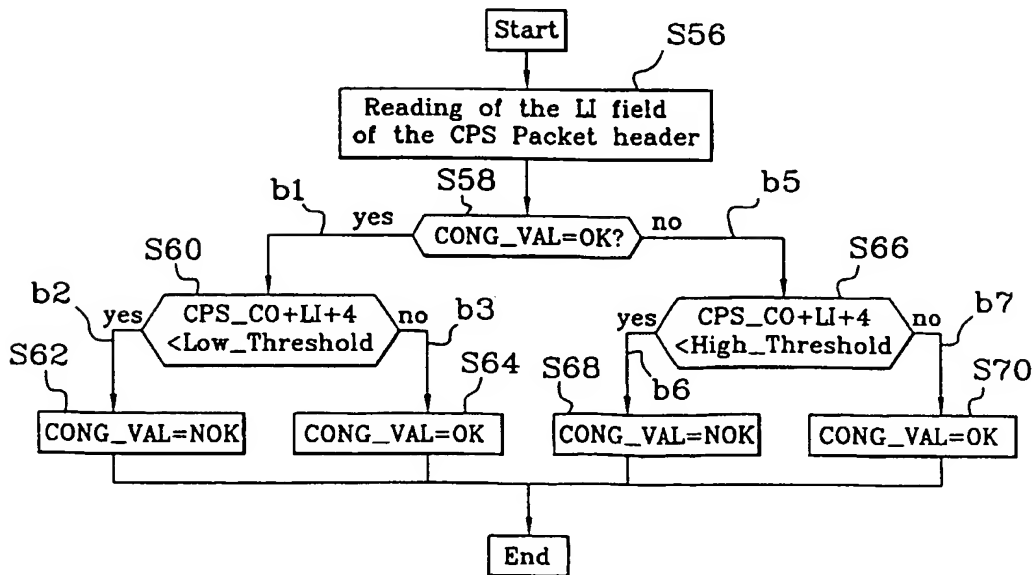 Start
S56
Reading of the LI field
of the CPS Packet header
S58
b1
b5
yes
CONG_VAL=OK?
no
S60
S66
b2
yes
CPS_CO+LI+4
<Low_Threshold
no
b3
yes
CPS_CO+LI+4
<High_Threshold
no
b7
S62
S64
S68
b6
S70
CONG_VAL=NOK
CONG_VAL=OK
CONG_VAL=NOK
CONG_VAL=OK
End